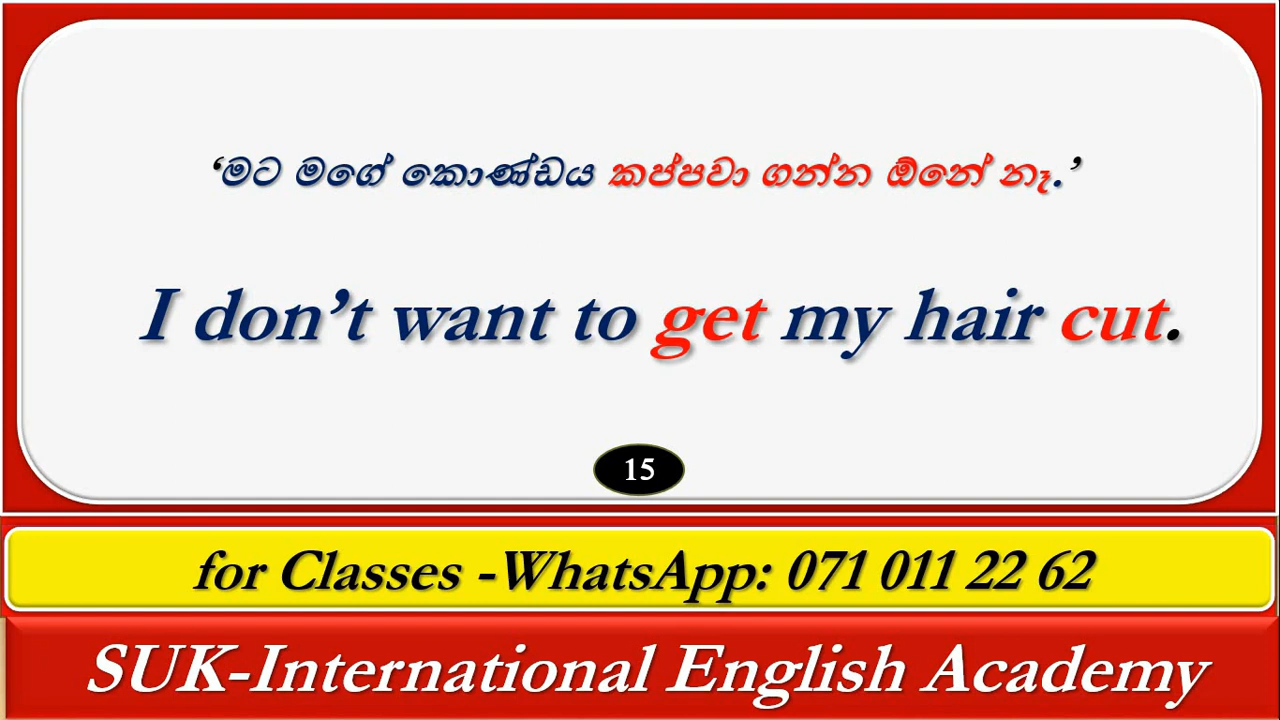 ‘මට මගේ කොණ්ඩය කප්පවා ගන්න ඕනේ නෑ.’
I don’t want to get my hair cut.
15
for Classes -WhatsApp: 071 011 22 62
SUK-International English Academy